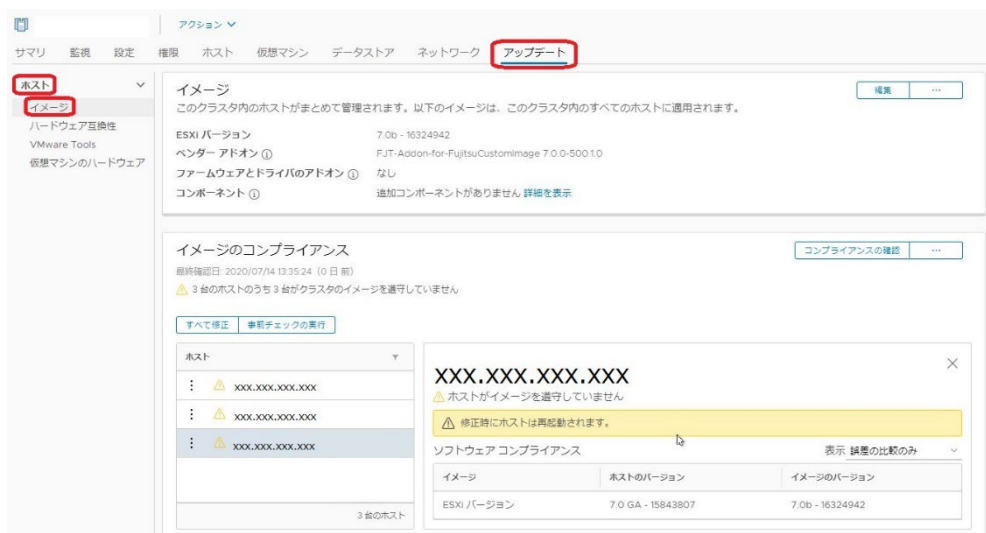 アクション
サマリ 監視 設定 権限 ホスト 仮想マシン データストア ネットワーク アップデート
ホスト
イメージ
ハードウェア互換性
VMware Tools
仮想マシンのハードウェア
イメージ
編集 ...
このクラスタ内のホストがまとめて管理されます。以下のイメージは、このクラスタ内のすべてのホストに適用されます。
ESXi バージョン 7.0b - 16324942
ベンダー アドオン FJT-Addon-for-FujitsuCustomImage 7.0.0-500.1.0
ファームウェアとドライバのアドオン なし
コンポーネント 追加コンポーネントがありません 詳細を表示
イメージのコンプライアンス
コンプライアンスの確認 ...
最終確認日: 2020/07/14 13:35:24（0 日 前）
3 台のホストのうち 3 台がクラスタのイメージを遵守していません
すべて修正 事前チェックの実行
ホスト
xxx.xxx.xxx.xxx
xxx.xxx.xxx.xxx
xxx.xxx.xxx.xxx
3 台のホスト
XXX.XXX.XXX.XXX
ホストがイメージを遵守していません
修正時にホストは再起動されます。
ソフトウェア コンプライアンス 表示 誤差の比較のみ
イメージ ホストのバージョン イメージのバージョン
ESXi バージョン 7.0 GA - 15843807 7.0b - 16324942